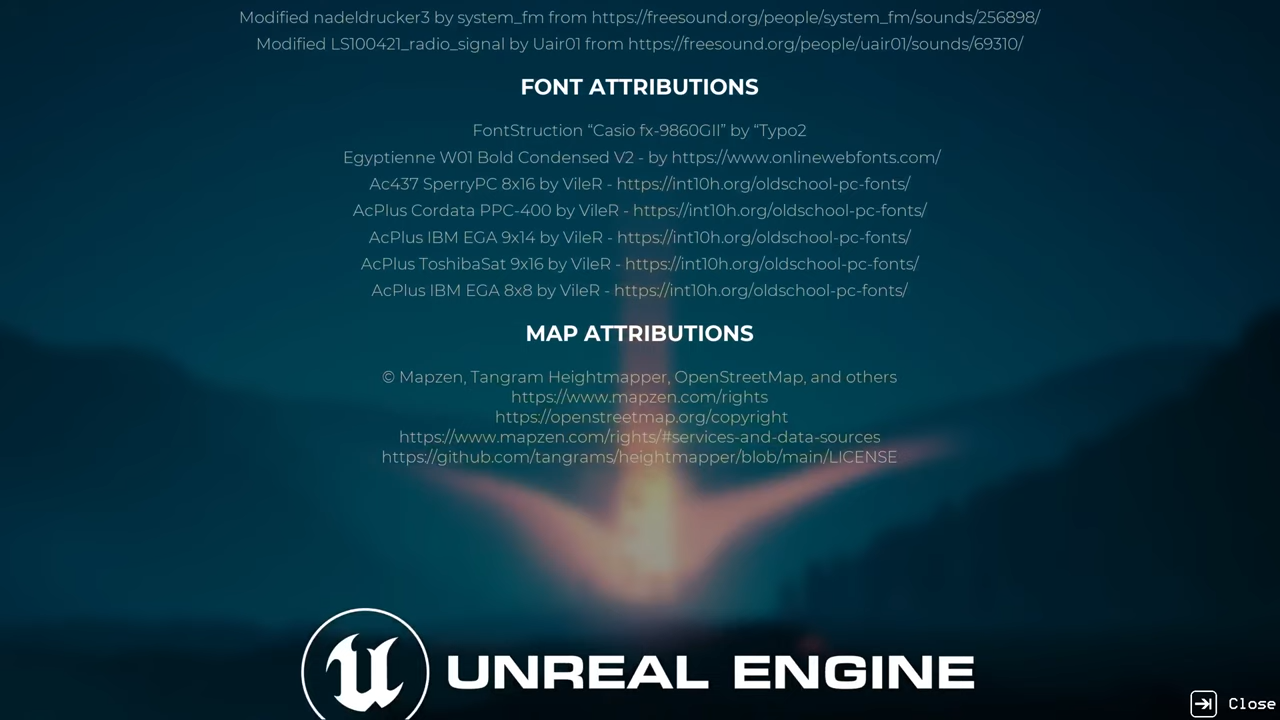 Modified nadeldrucker3 by system_fm from https://freesound.org/people/system_fm/sounds/256898/
Modified LS100421_radio_signal by Uair01 from https://freesound.org/people/uair01/sounds/69310/
FONT ATTRIBUTIONS
FontStruction “Casio fx-9860GII” by “Typo2
Egyptienne W01 Bold Condensed V2 - by https://www.onlinewebfonts.com/
Ac437 SperryPC 8x16 by VileR - https://int10h.org/oldschool-pc-fonts/
AcPlus Cordata PPC-400 by VileR - https://int10h.org/oldschool-pc-fonts/
AcPlus IBM EGA 9x14 by VileR - https://int10h.org/oldschool-pc-fonts/
AcPlus ToshibaSat 9x16 by VileR - https://int10h.org/oldschool-pc-fonts/
AcPlus IBM EGA 8x8 by VileR - https://int10h.org/oldschool-pc-fonts/
MAP ATTRIBUTIONS
© Mapzen, Tangram Heightmapper, OpenStreetMap, and others
https://www.mapzen.com/rights
https://openstreetmap.org/copyright
https://www.mapzen.com/rights/#services-and-data-sources
https://github.com/tangrams/heightmapper/blob/main/LICENSE
UNREAL ENGINE
Close